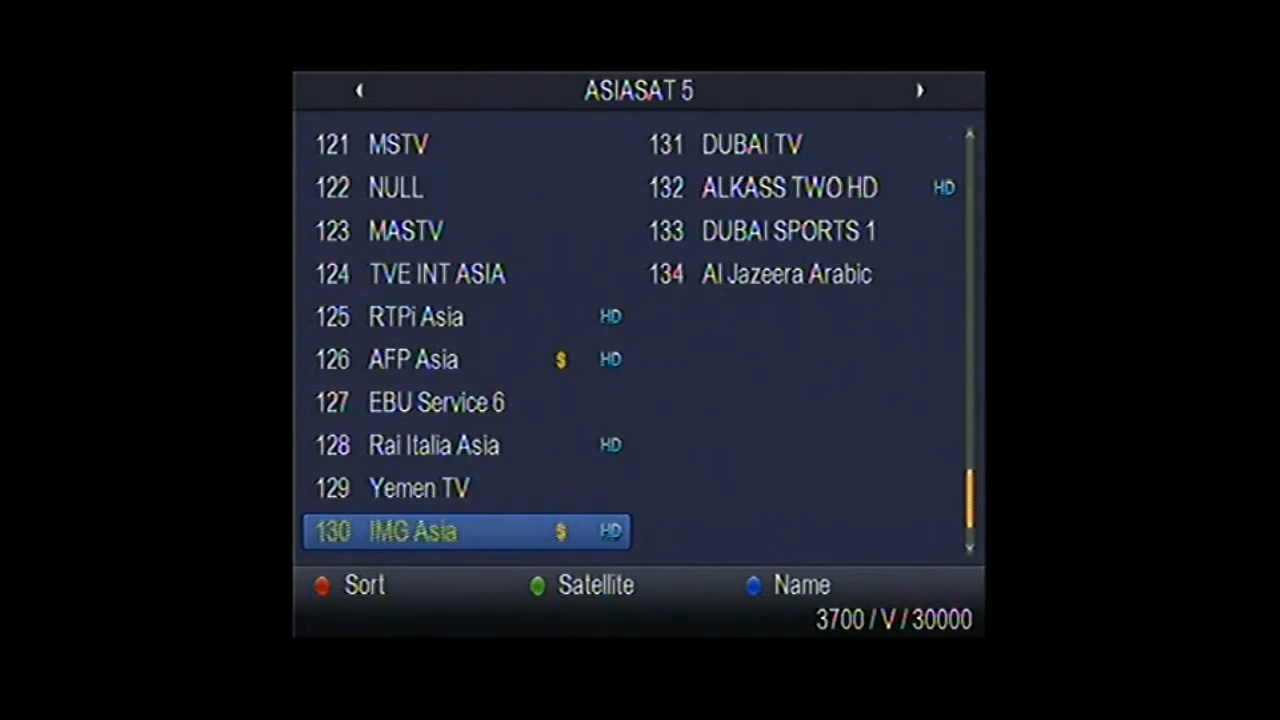 ASIASAT 5
121 MSTV
122 NULL
123 MASTV
124 TVE INT ASIA
125 RTPi Asia HD
126 AFP Asia $ HD
127 EBU Service 6
128 Rai Italia Asia HD
129 Yemen TV
130 IMG Asia $ HD
131 DUBAI TV
132 ALKASS TWO HD HD
133 DUBAI SPORTS 1
134 Al Jazeera Arabic
Sort Satellite Name
3700 / V / 30000